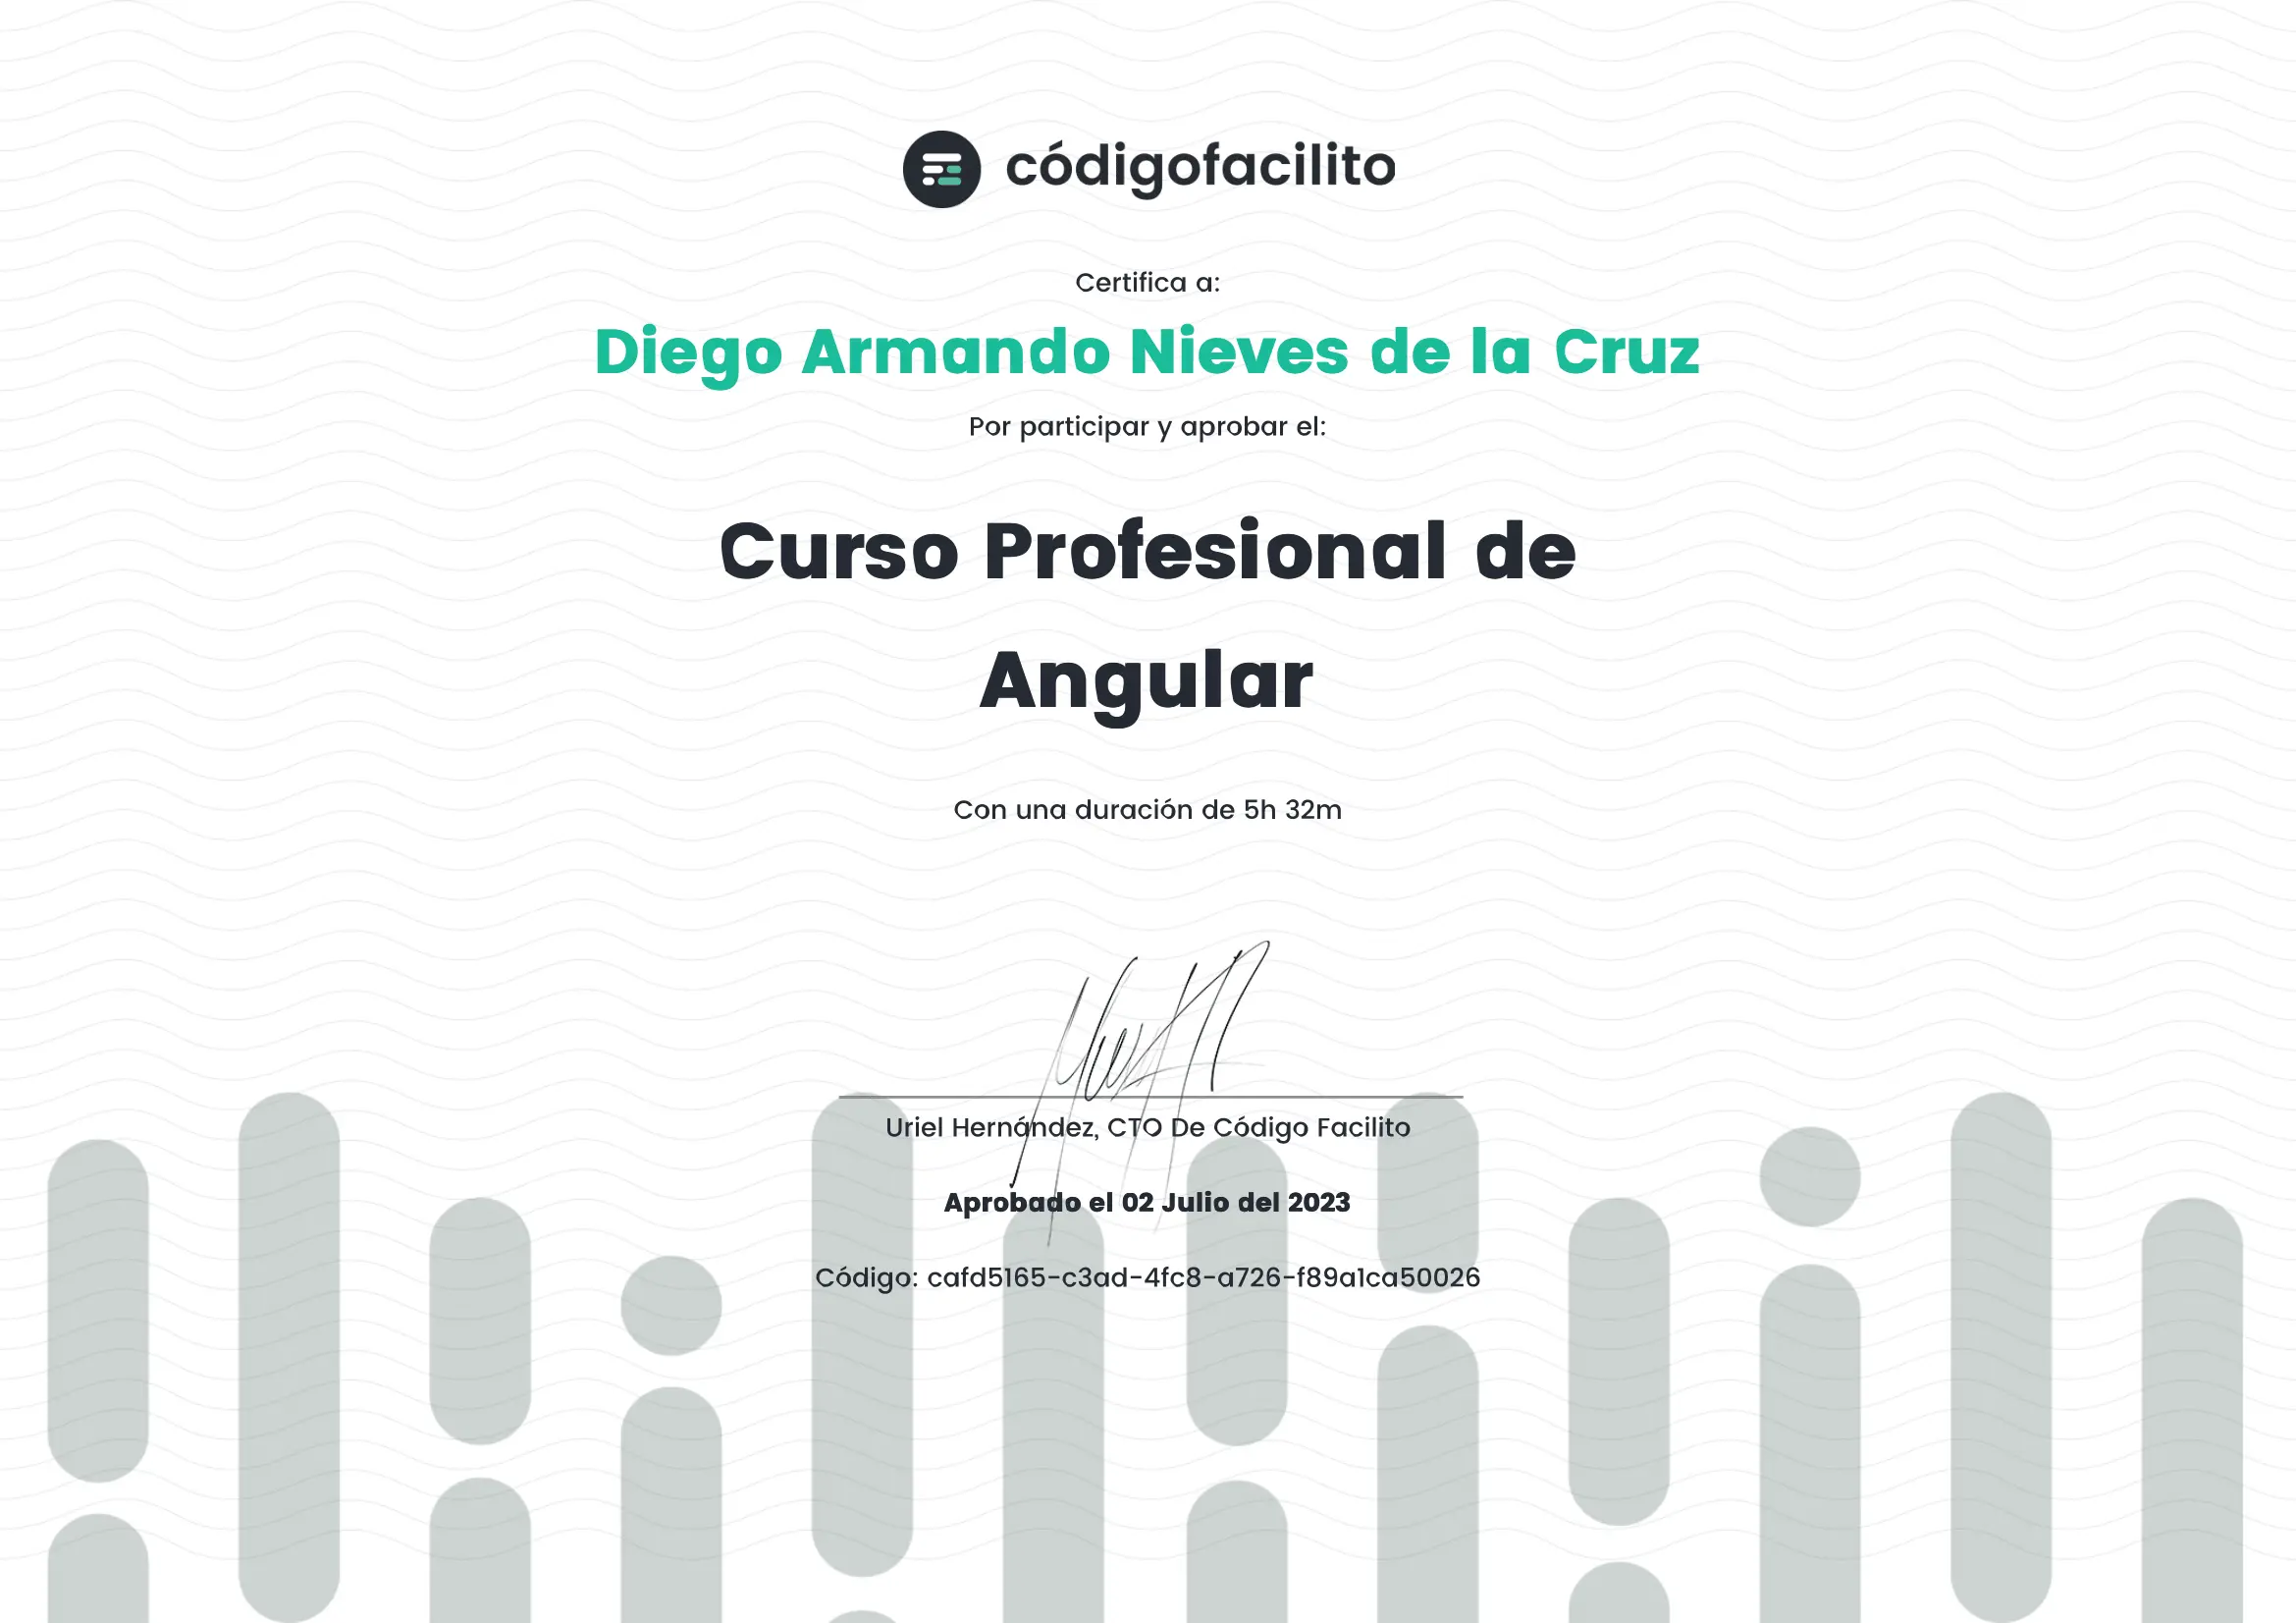 códigofacilito
Certifica a:
Diego Armando Nieves de la Cruz
Por participar y aprobar el:
Curso Profesional de
Angular
Con una duración de 5h 32m
Uriel Hernández, CTO De Código Facilito
Aprobado el 02 Julio del 2023
Código: cafd5165-c3ad-4fc8-a726-f89a1ca50026